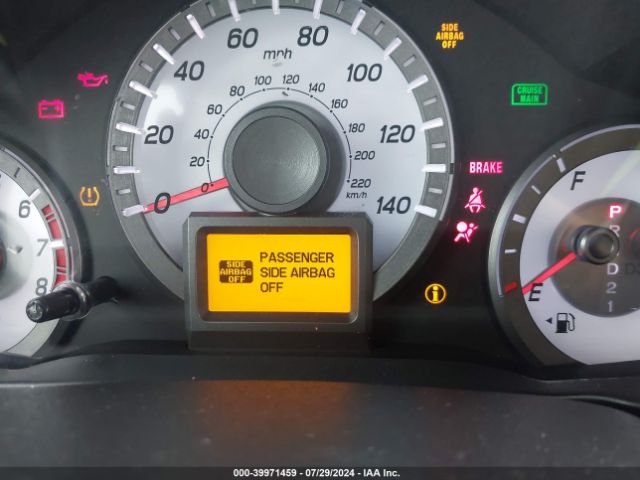 SIDE
AIRBAG
OFF
CRUISE
MAIN
BRAKE
mph
0
20
40
60
80
100
120
140
km/h
0
20
40
60
80
100
120
140
160
180
200
220
6
7
8
SIDE
AIRBAG
OFF
PASSENGER
SIDE AIRBAG
OFF
F
E
P
R
D
2
1
000-39971459 - 07/29/2024 - IAA Inc.